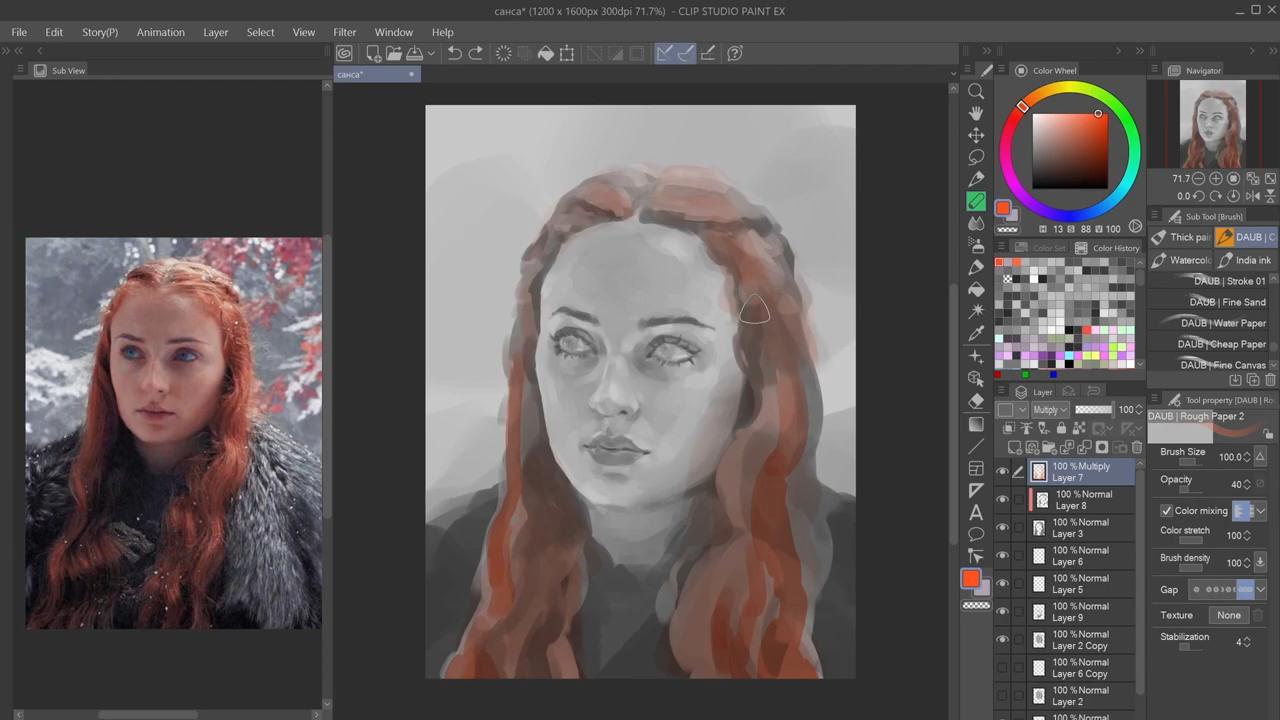 санса* (1200 x 1600px 300dpi 71.7%)  - CLIP STUDIO PAINT EX
File Edit Story(P) Animation Layer Select View Filter Window Help
Sub View
санса*
Color Wheel
H 13 S 88 V 100
Color Set Color History
Layer
Multiply 100
100 %Multiply
Layer 7
100 %Normal
Layer 8
100 %Normal
Layer 3
100 %Normal
Layer 6
100 %Normal
Layer 5
100 %Normal
Layer 9
100 %Normal
Layer 2 Copy
100 %Normal
Layer 6 Copy
100 %Normal
Layer 2
100 %Normal
Navigator
71.7
0.0
Sub Tool [Brush]
Thick pai DAUB | C
Watercolo India ink
DAUB | Stroke 01
DAUB | Fine Sand
DAUB | Water Paper
DAUB | Cheap Paper
DAUB | Fine Canvas
Tool property [DAUB | Ro
DAUB | Rough Paper 2
Brush Size 100.0
Opacity 40
Color mixing
Color stretch 100
Brush density 100
Gap
Texture None
Stabilization 4